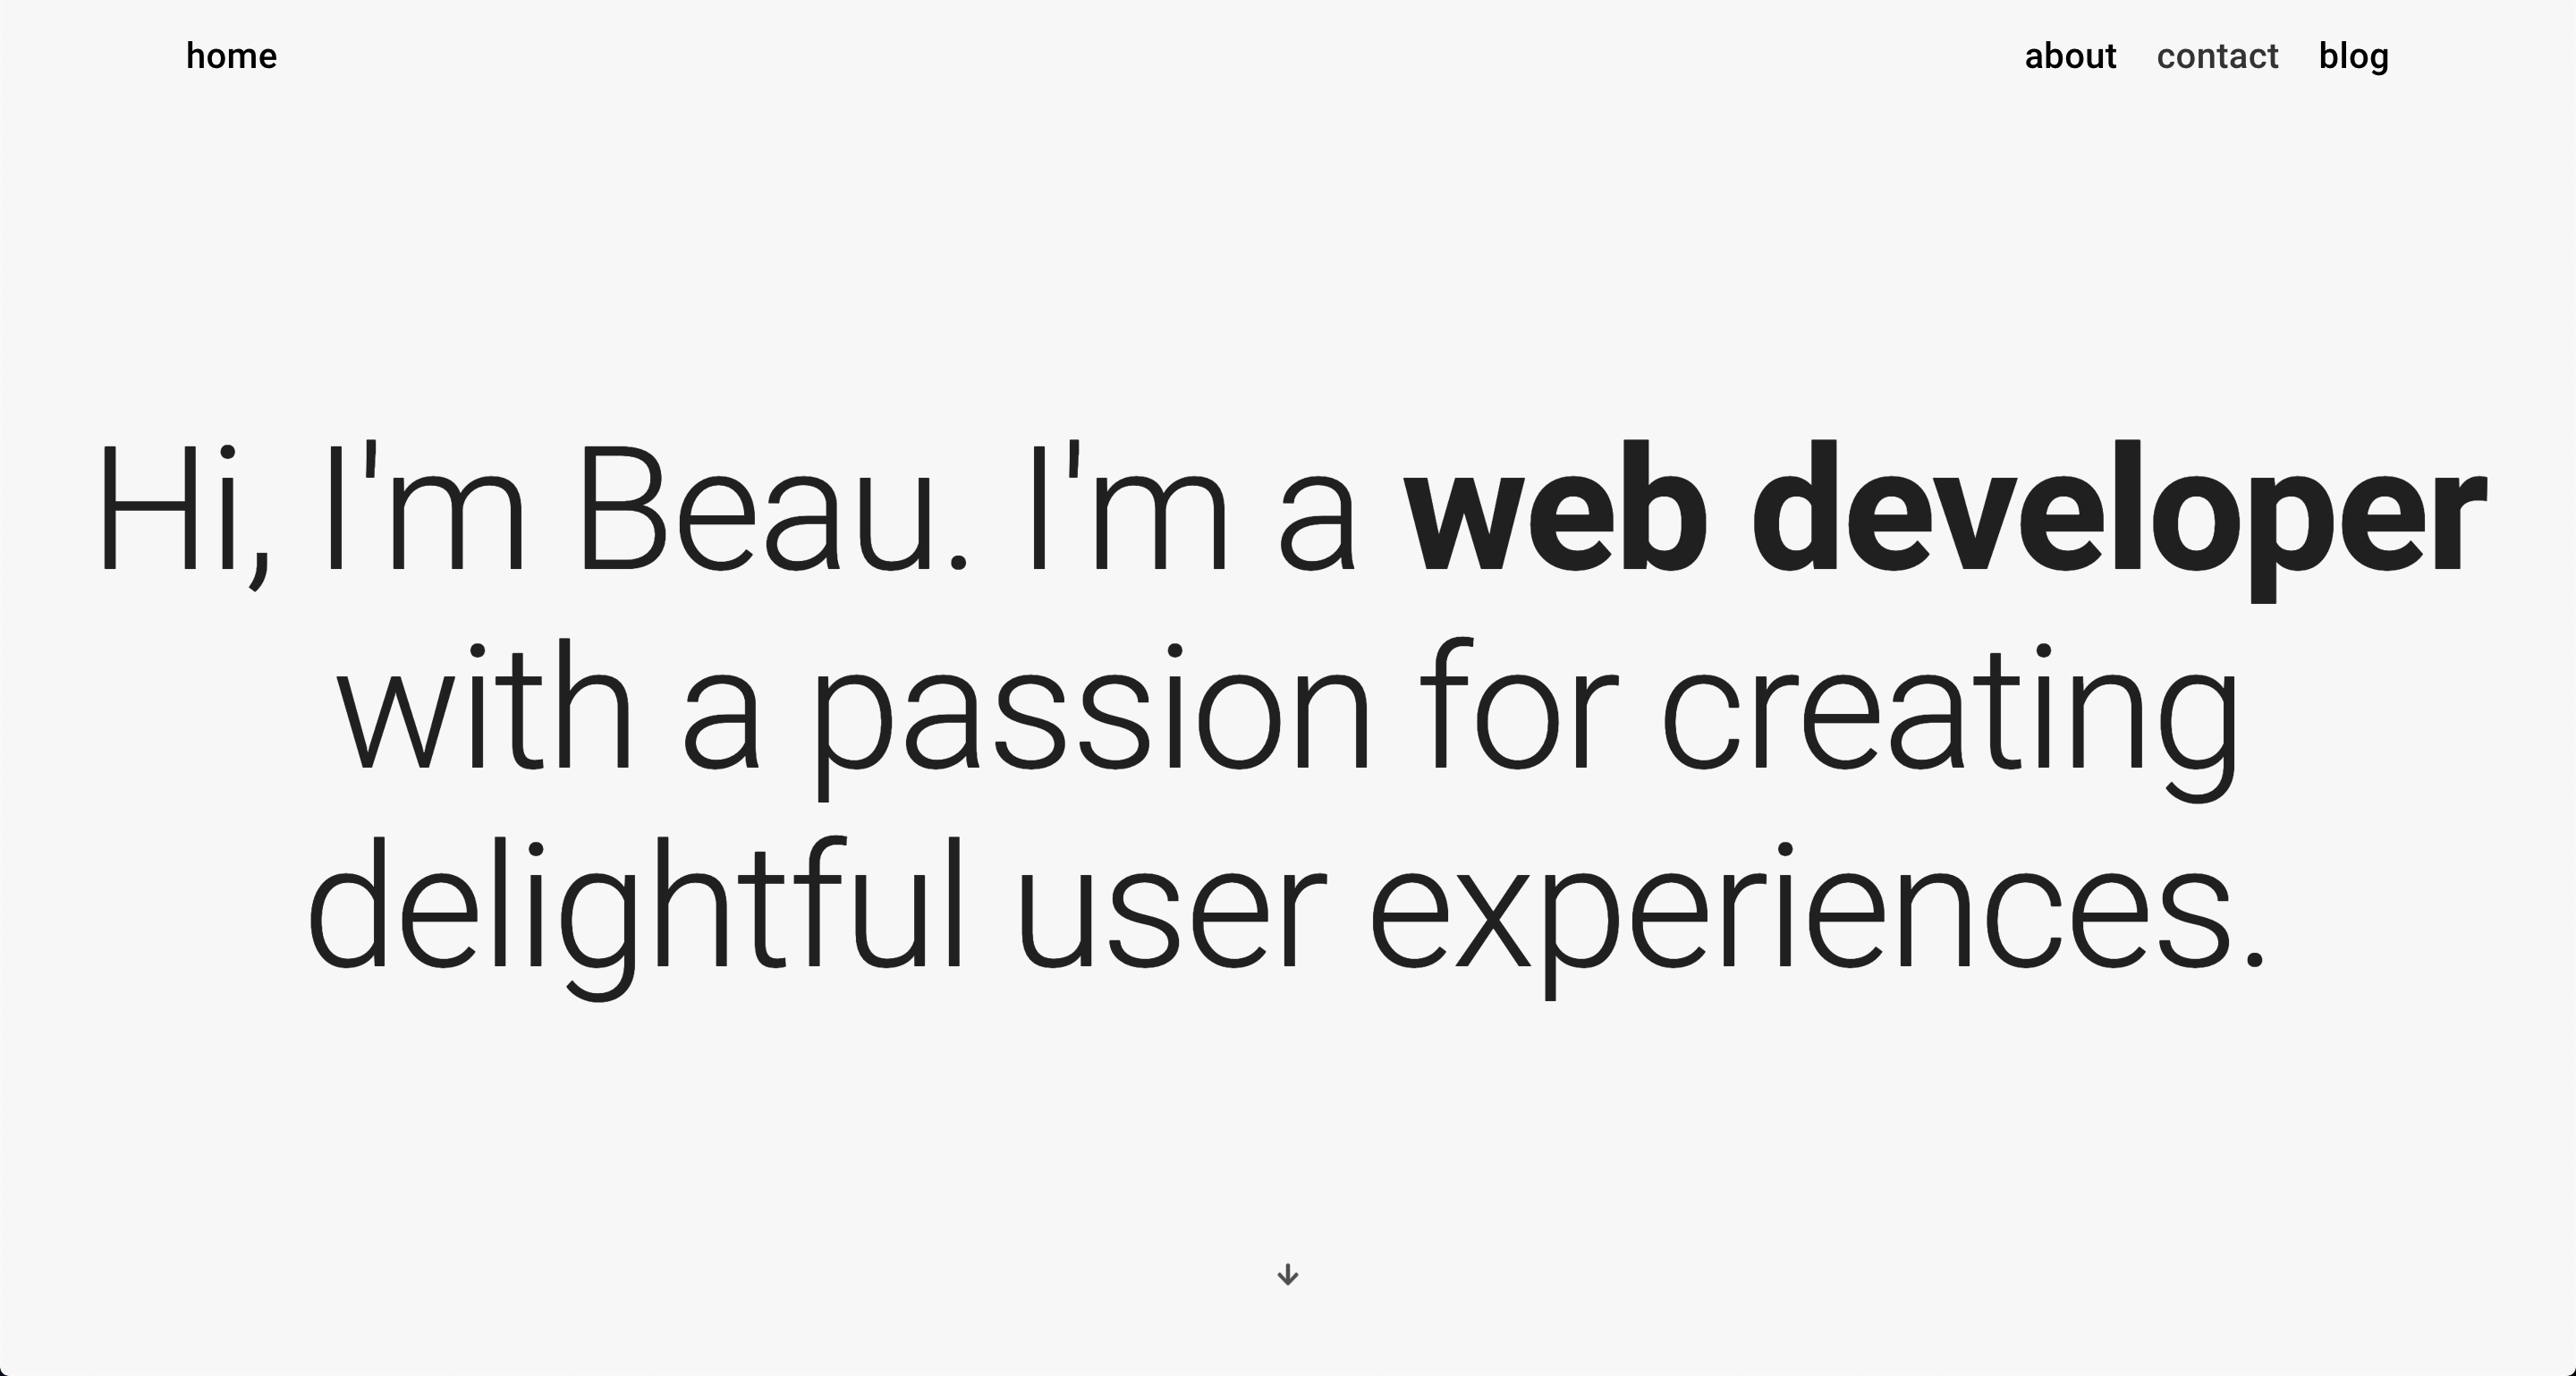 home about contact blog
Hi, I'm Beau. I'm a web developer
with a passion for creating
delightful user experiences.